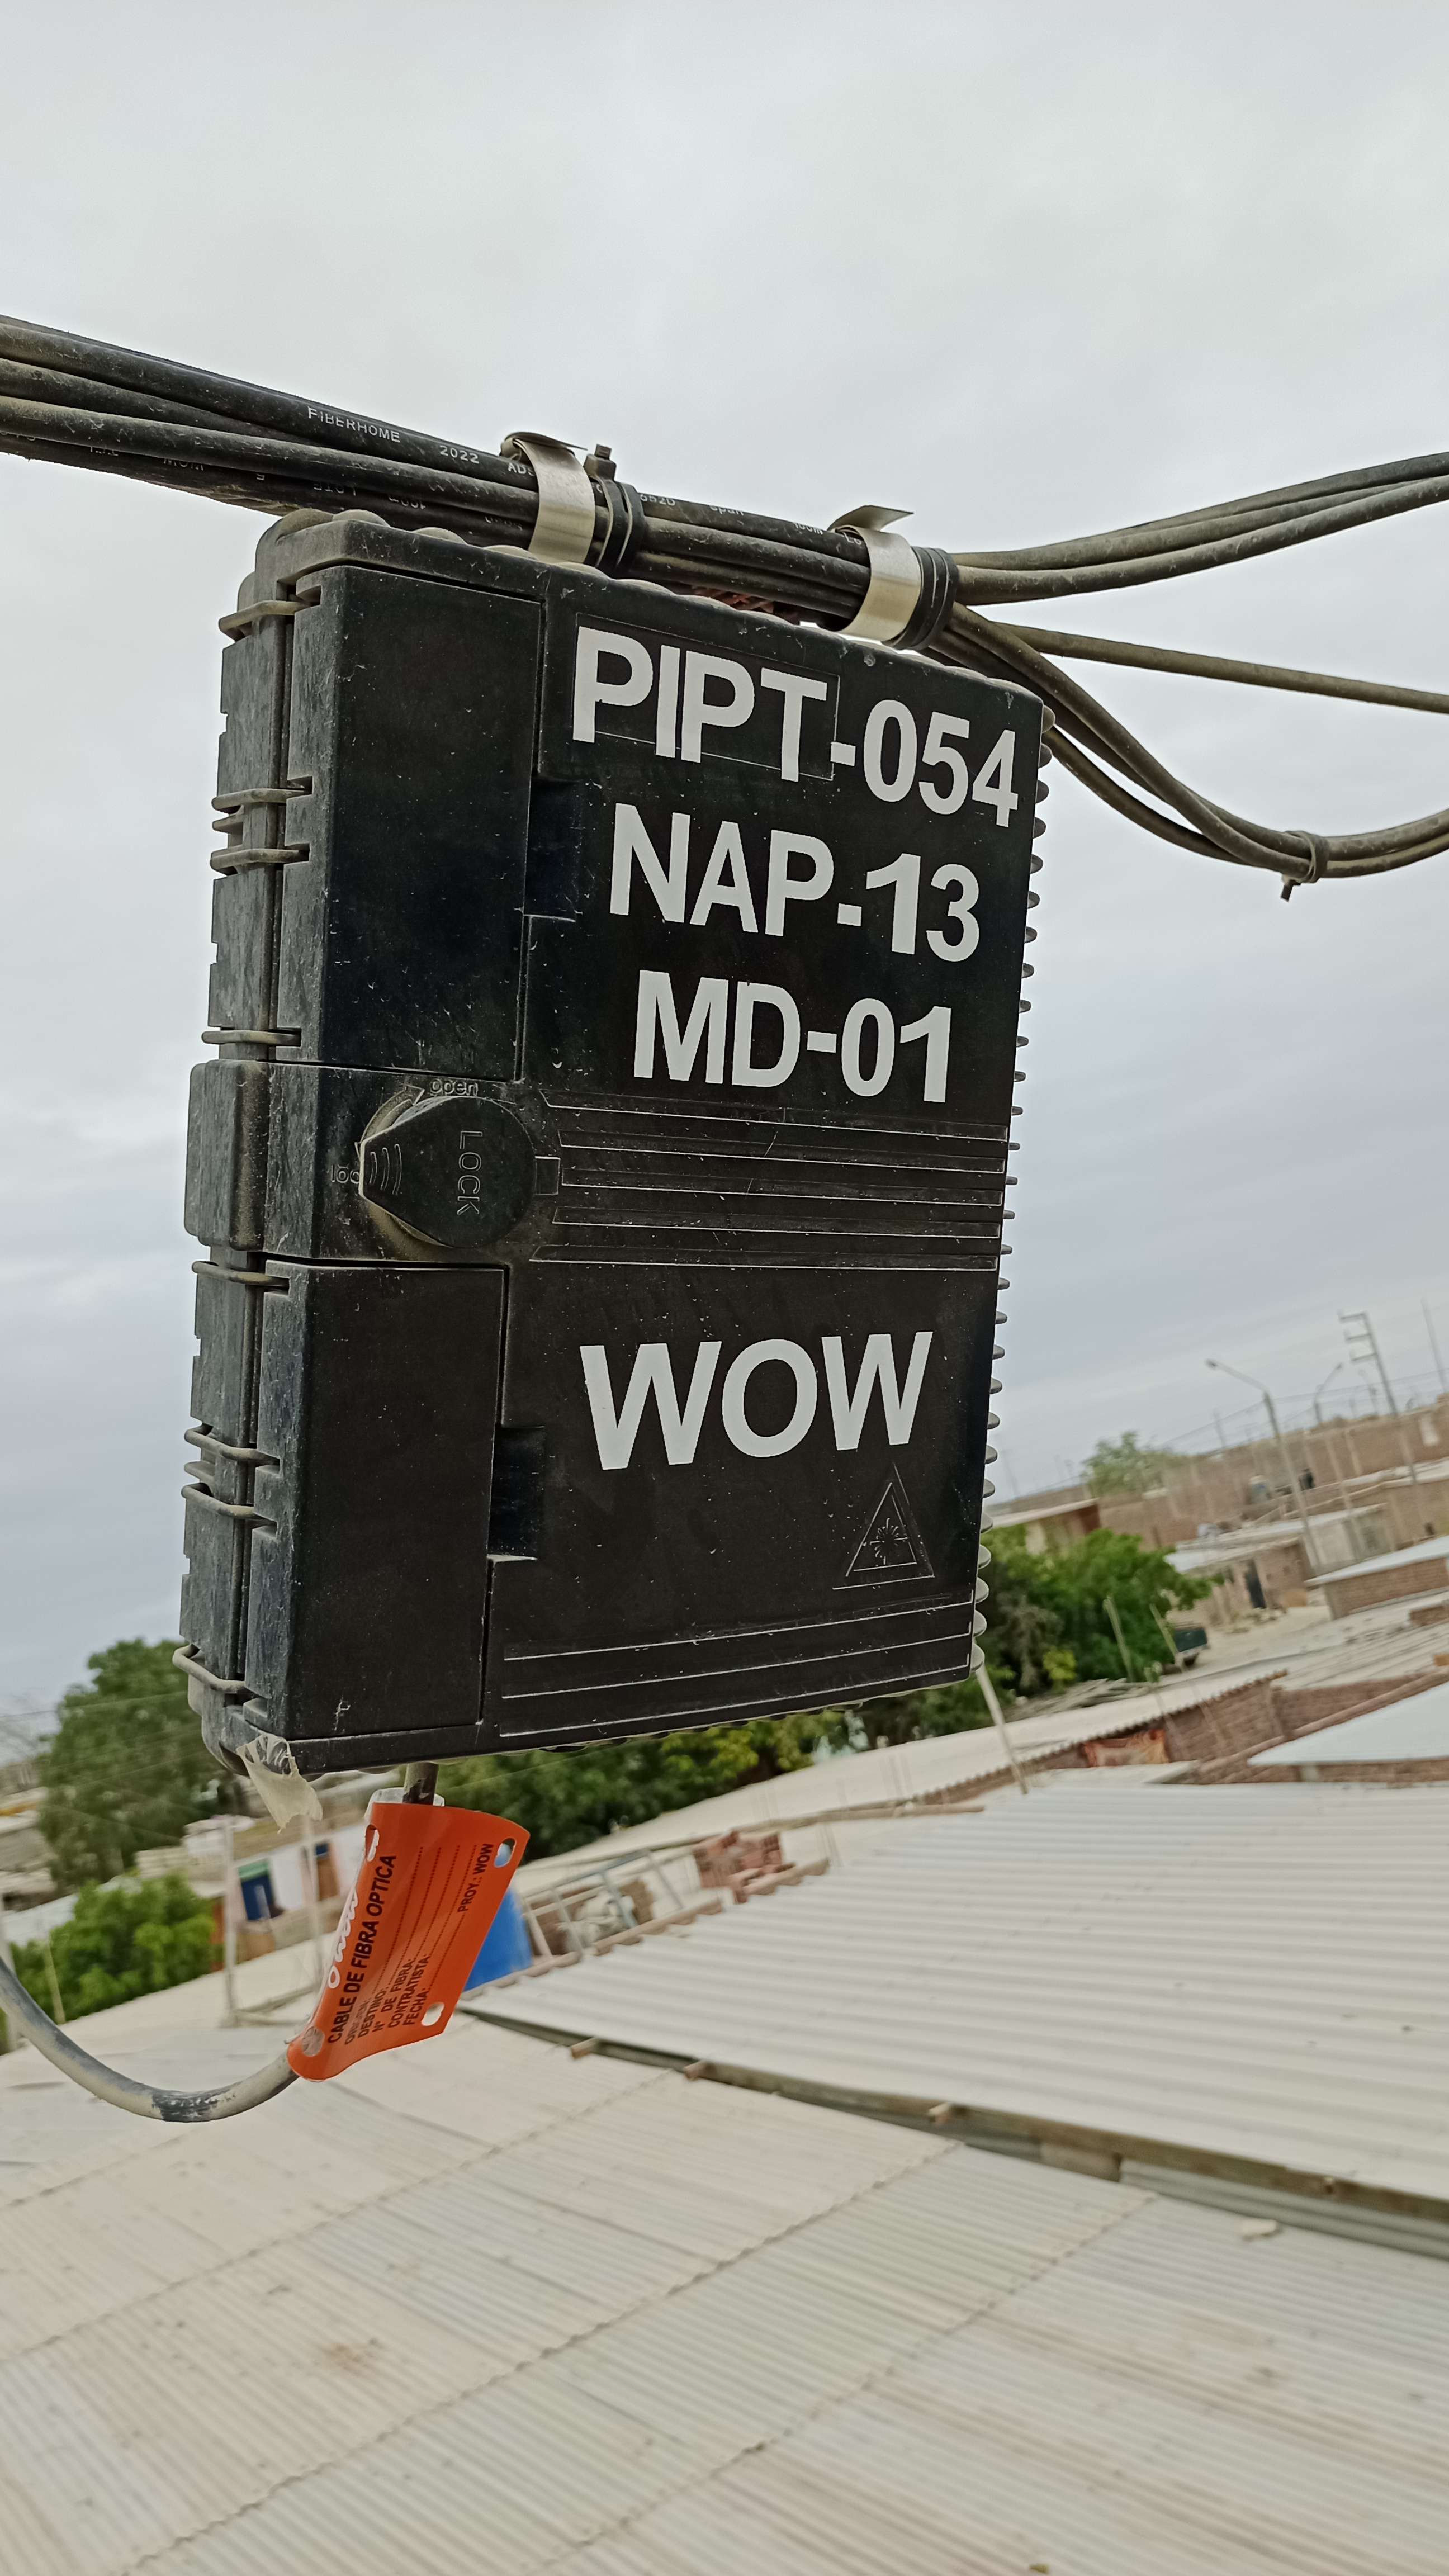 FIBERHOME 2022
PIPT-054
NAP-13
MD-01
open
LOCK
WOW
CABLE DE FIBRA OPTICA
DESTINO:
N° DE FIBRA:
CONTRATISTA:
FECHA:
PROY.: WOW